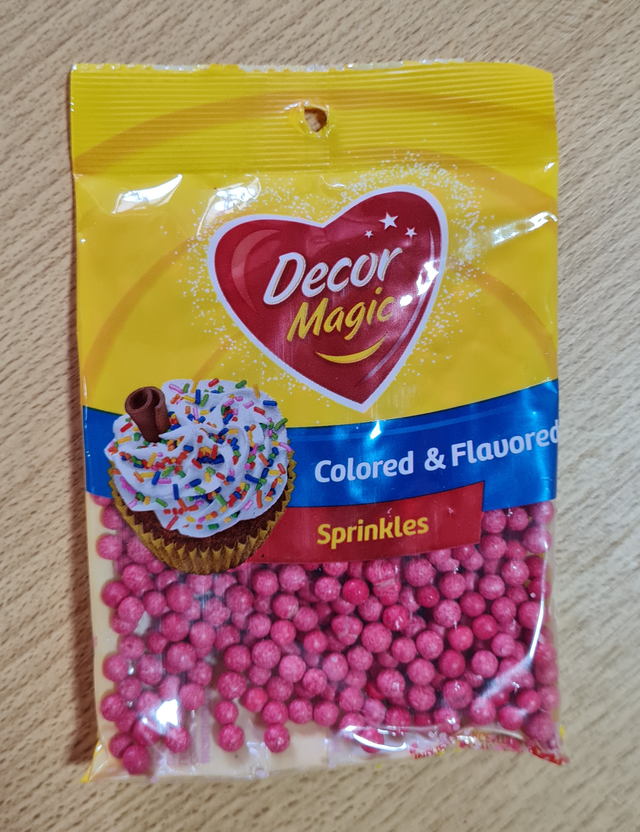 Decor
Magic
Colored & Flavored
Sprinkles